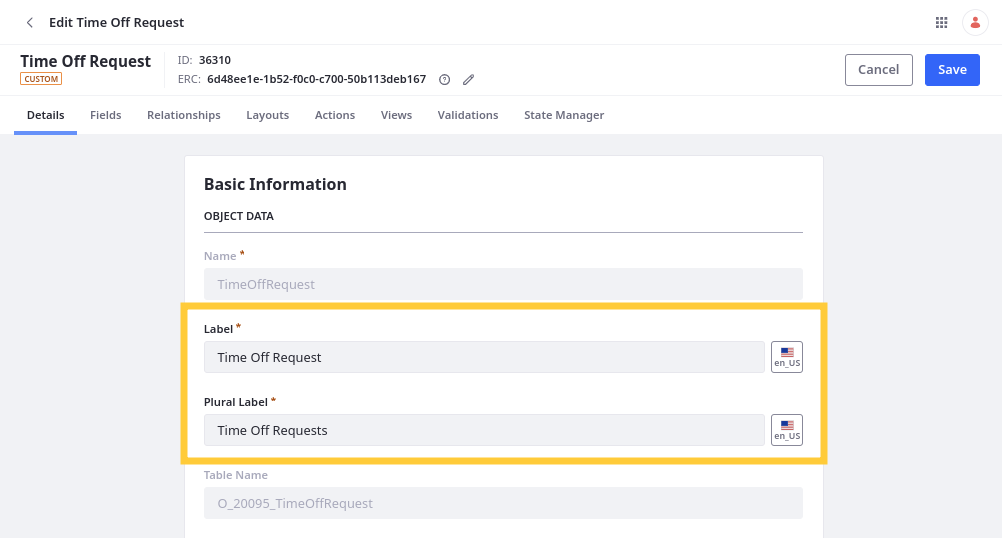 Edit Time Off Request
Time Off Request
CUSTOM
ID: 36310
ERC: 6d48ee1e-1b52-f0c0-c700-50b113deb167
Cancel
Save
Details Fields Relationships Layouts Actions Views Validations State Manager
Basic Information
OBJECT DATA
Name *
TimeOffRequest
Label *
Time Off Request
en_US
Plural Label *
Time Off Requests
en_US
Table Name
O_20095_TimeOffRequest